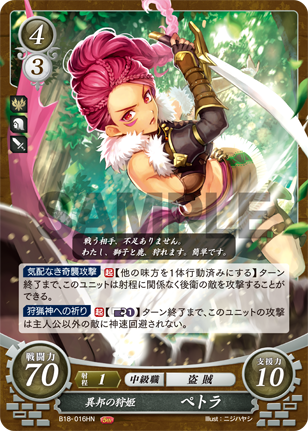 4
3
SAMPLE
戦う相手、不足ありません。
わたし、獅子と鹿、狩れます。簡単です。
気配なき奇襲攻撃 起 【他の味方を1体行動済みにする】ターン
終了まで、このユニットは射程に関係なく後衛の敵を攻撃することが
できる。
狩猟神への祈り 起 【1】ターン終了まで、このユニットの攻撃
は主人公以外の敵に神速回避されない。
戦闘力
70
射程
1
中級職
盗賊
支援力
10
異邦の狩姫
ペトラ
B18-016HN
Illust：ニジハヤシ